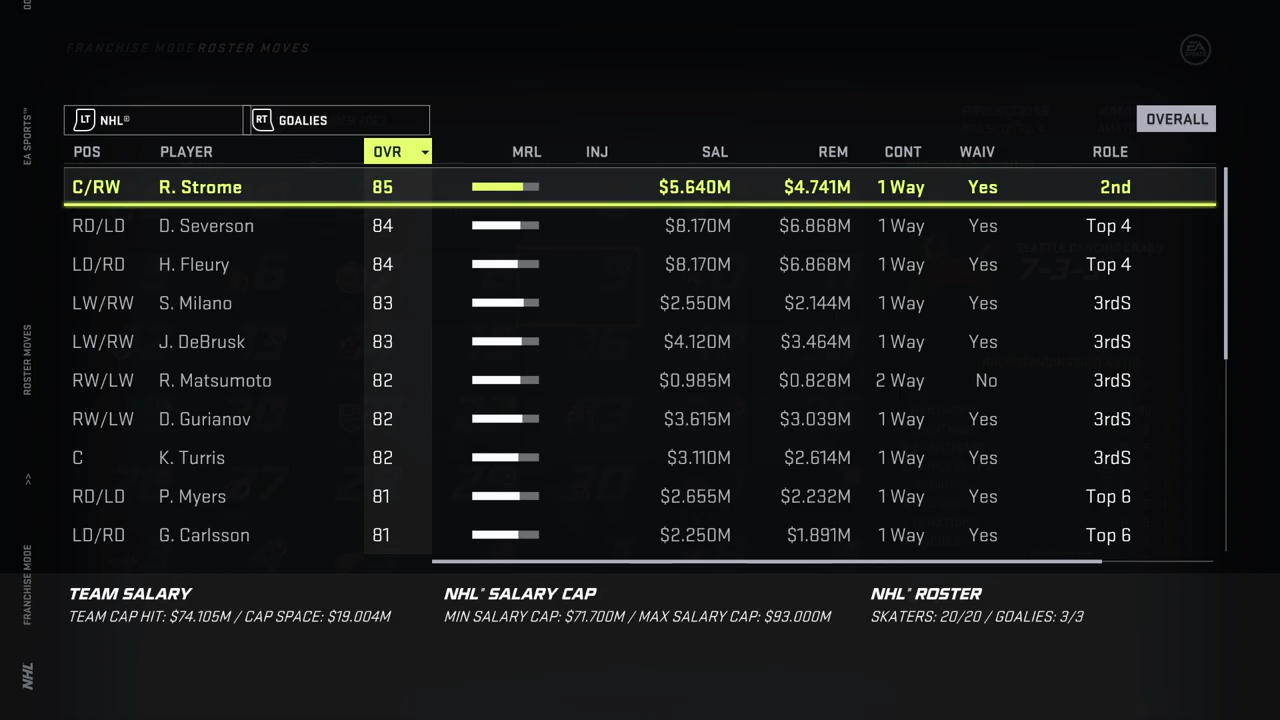 FRANCHISE MODE ROSTER MOVES
EA SPORTS
LT NHL® RT GOALIES
OVERALL
POS PLAYER OVR MRL INJ SAL REM CONT WAIV ROLE
C/RW R. Strome 85 $5.640M $4.741M 1 Way Yes 2nd
RD/LD D. Severson 84 $8.170M $6.868M 1 Way Yes Top 4
LD/RD H. Fleury 84 $8.170M $6.868M 1 Way Yes Top 4
LW/RW S. Milano 83 $2.550M $2.144M 1 Way Yes 3rdS
LW/RW J. DeBrusk 83 $4.120M $3.464M 1 Way Yes 3rdS
RW/LW R. Matsumoto 82 $0.985M $0.828M 2 Way No 3rdS
RW/LW D. Gurianov 82 $3.615M $3.039M 1 Way Yes 3rdS
C K. Turris 82 $3.110M $2.614M 1 Way Yes 3rdS
RD/LD P. Myers 81 $2.655M $2.232M 1 Way Yes Top 6
LD/RD G. Carlsson 81 $2.250M $1.891M 1 Way Yes Top 6
TEAM SALARY
TEAM CAP HIT: $74.105M / CAP SPACE: $19.004M
NHL® SALARY CAP
MIN SALARY CAP: $71.700M / MAX SALARY CAP: $93.000M
NHL® ROSTER
SKATERS: 20/20 / GOALIES: 3/3
NHL FRANCHISE MODE >> ROSTER MOVES EA SPORTS™